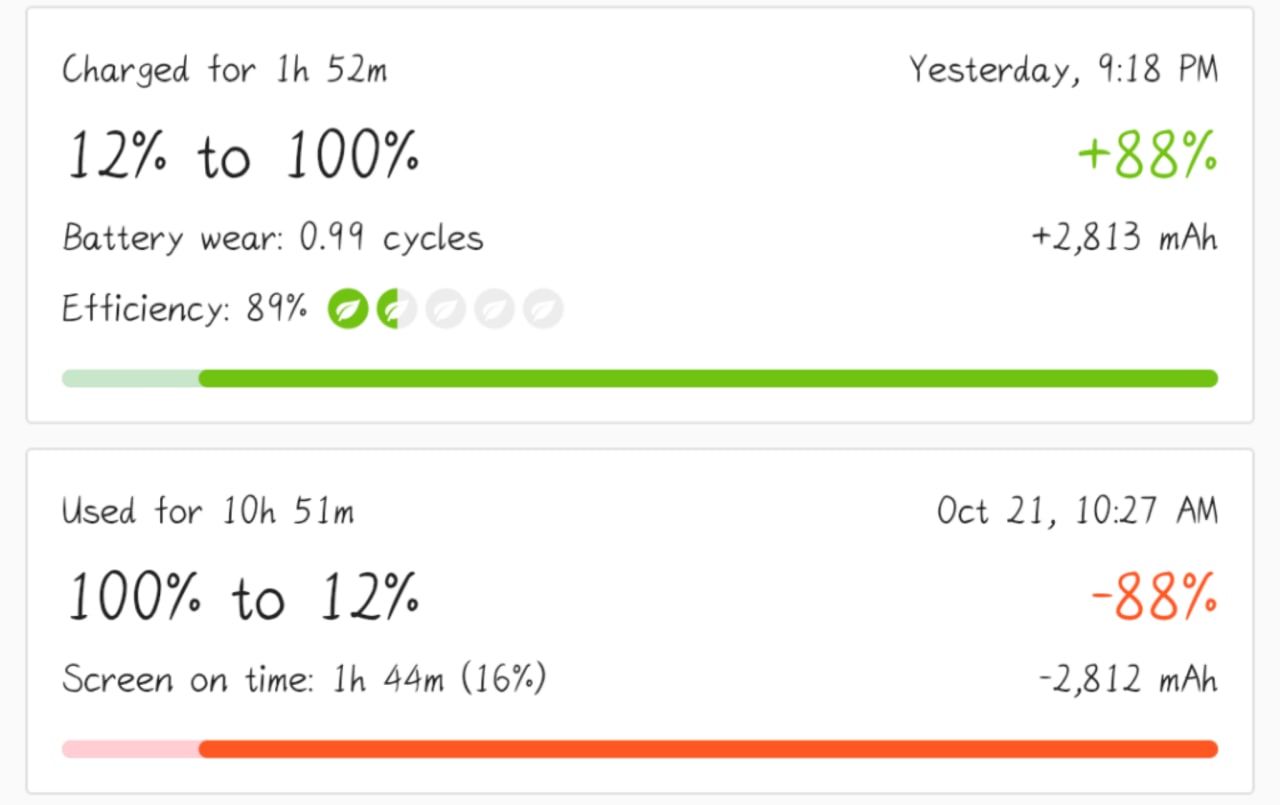 Charged for 1h 52m Yesterday, 9:18 PM
12% to 100% +88%
Battery wear: 0.99 cycles +2,813 mAh
Efficiency: 89%
Used for 10h 51m Oct 21, 10:27 AM
100% to 12% -88%
Screen on time: 1h 44m (16%) -2,812 mAh